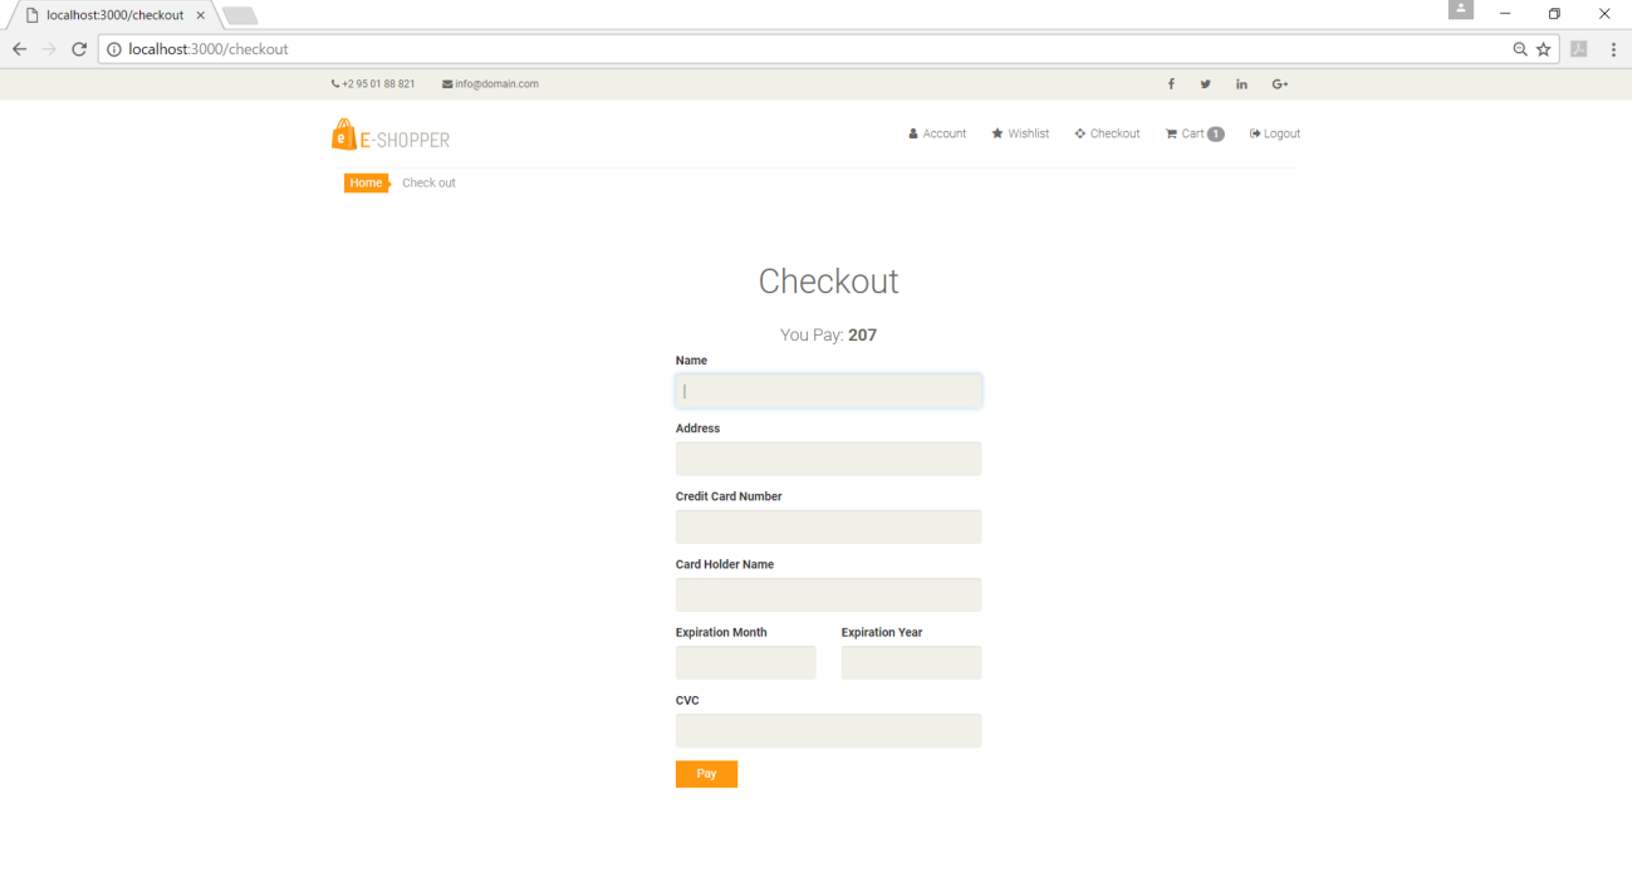 localhost:3000/checkout
localhost:3000/checkout
+2 95 01 88 821 info@domain.com
G+
e E-SHOPPER
Account Wishlist Checkout Cart 1 Logout
Home Check out
Checkout
You Pay: 207
Name
Address
Credit Card Number
Card Holder Name
Expiration Month Expiration Year
CVC
Pay